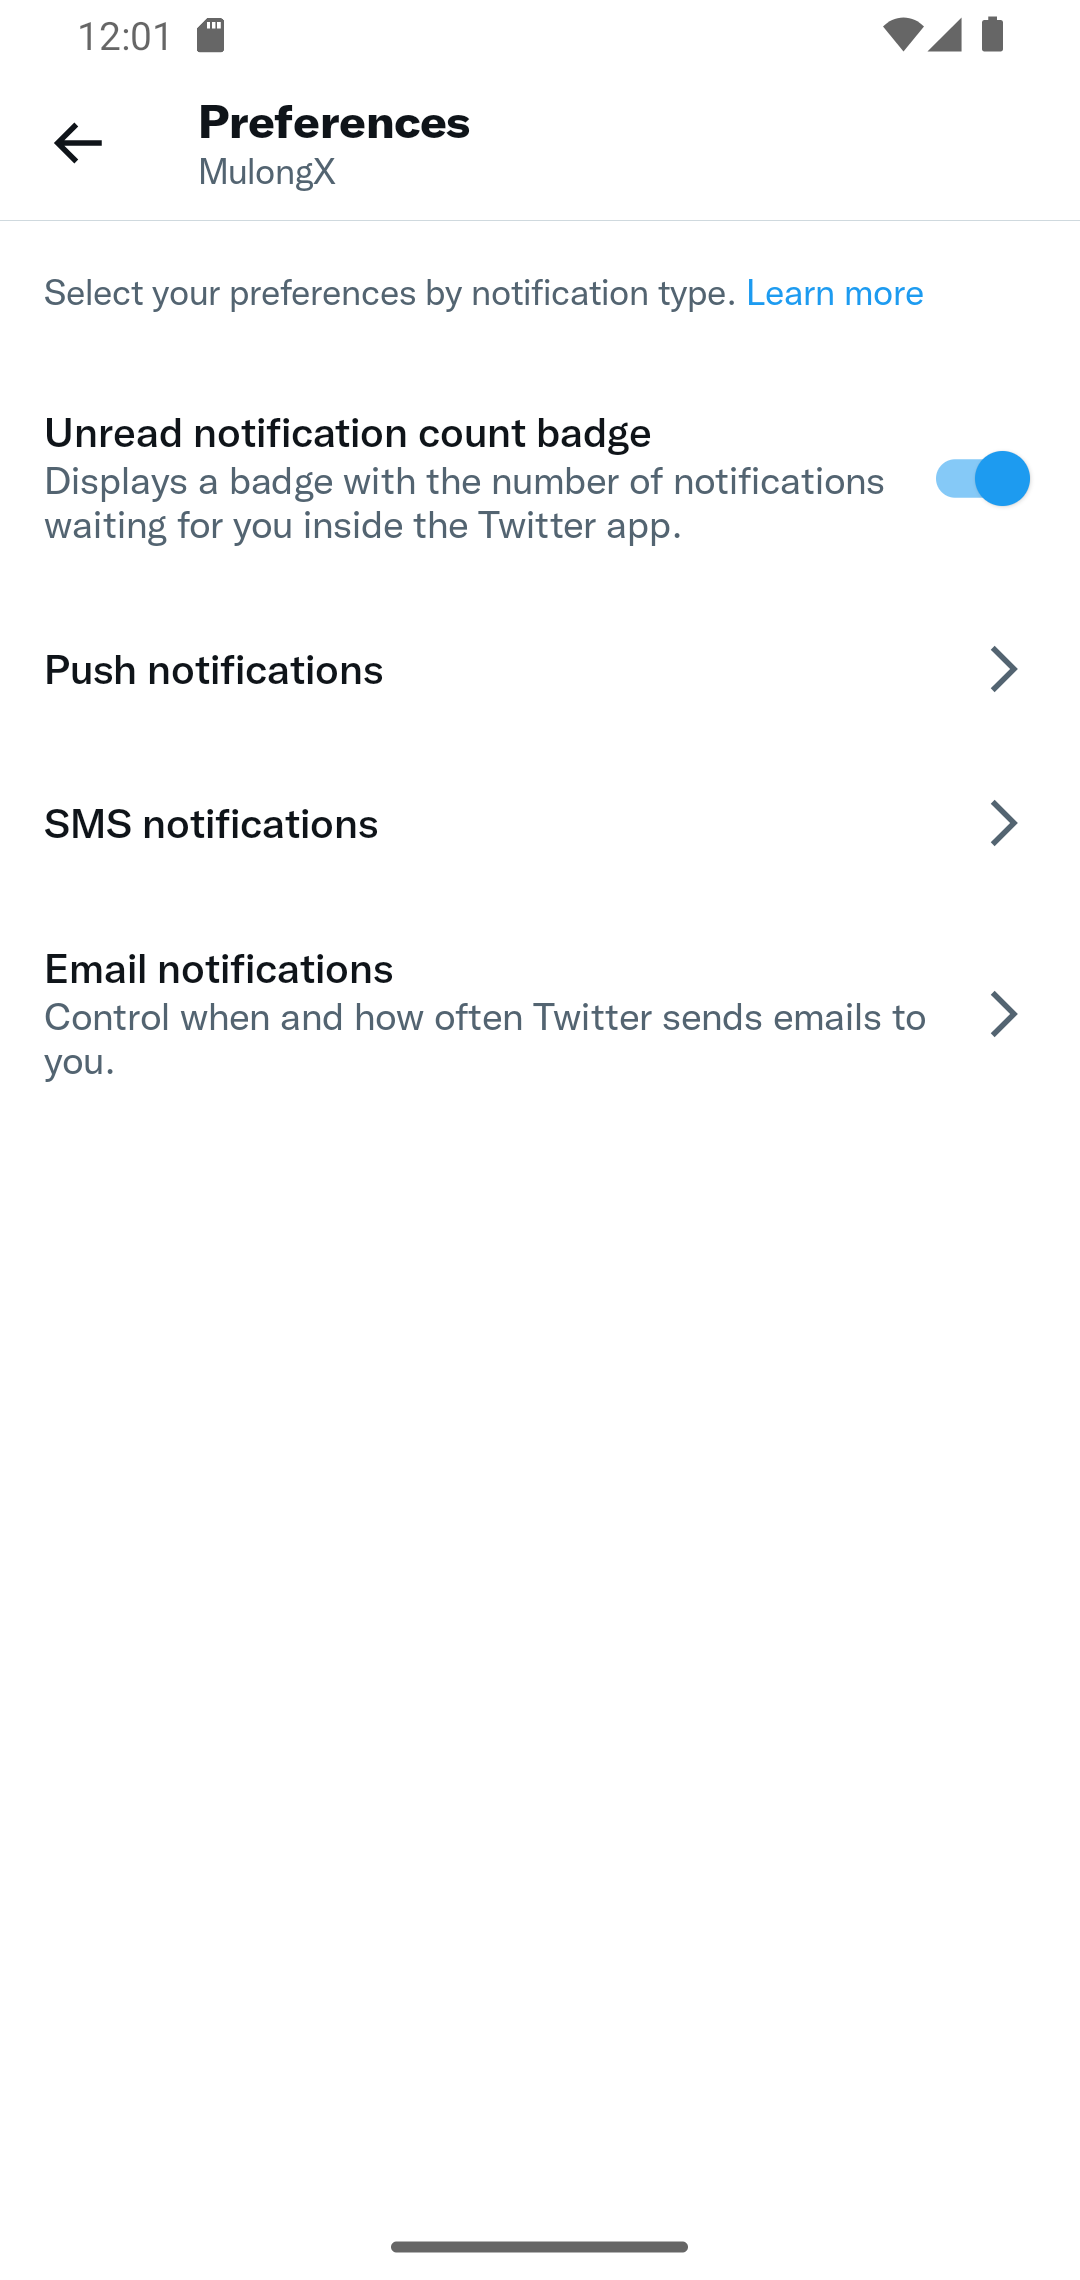 12:01
Preferences
MulongX
Select your preferences by notification type. Learn more
Unread notification count badge
Displays a badge with the number of notifications
waiting for you inside the Twitter app.
Push notifications
SMS notifications
Email notifications
Control when and how often Twitter sends emails to
you.